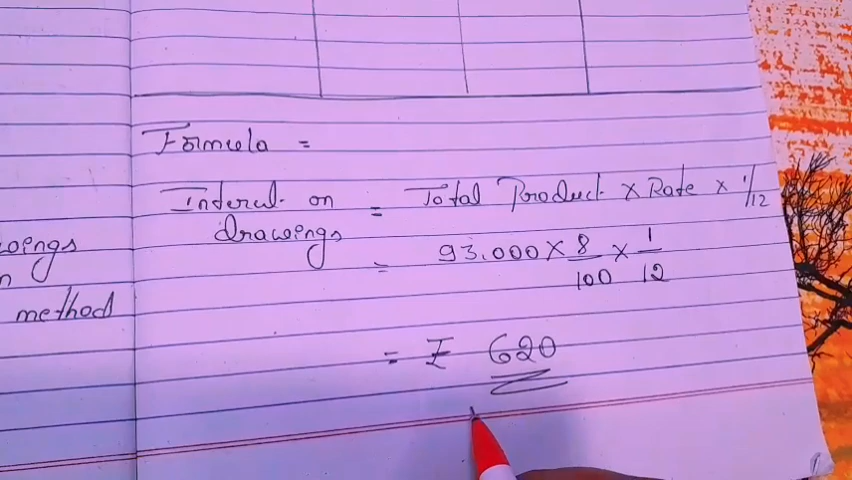 Formula =
Interest on drawings = Total Product × Rate × 1/12
= 93,000 × 8/100 × 1/12
= ₹ 620
method